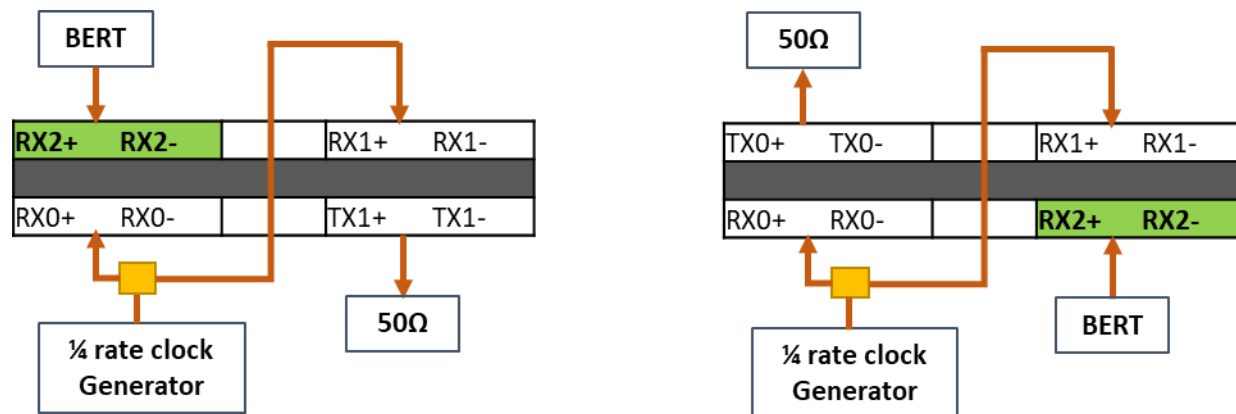 BERT
RX2+ RX2- RX1+ RX1-
RX0+ RX0- TX1+ TX1-
¼ rate clock
Generator
50Ω
50Ω
TX0+ TX0- RX1+ RX1-
RX0+ RX0- RX2+ RX2-
¼ rate clock
Generator
BERT